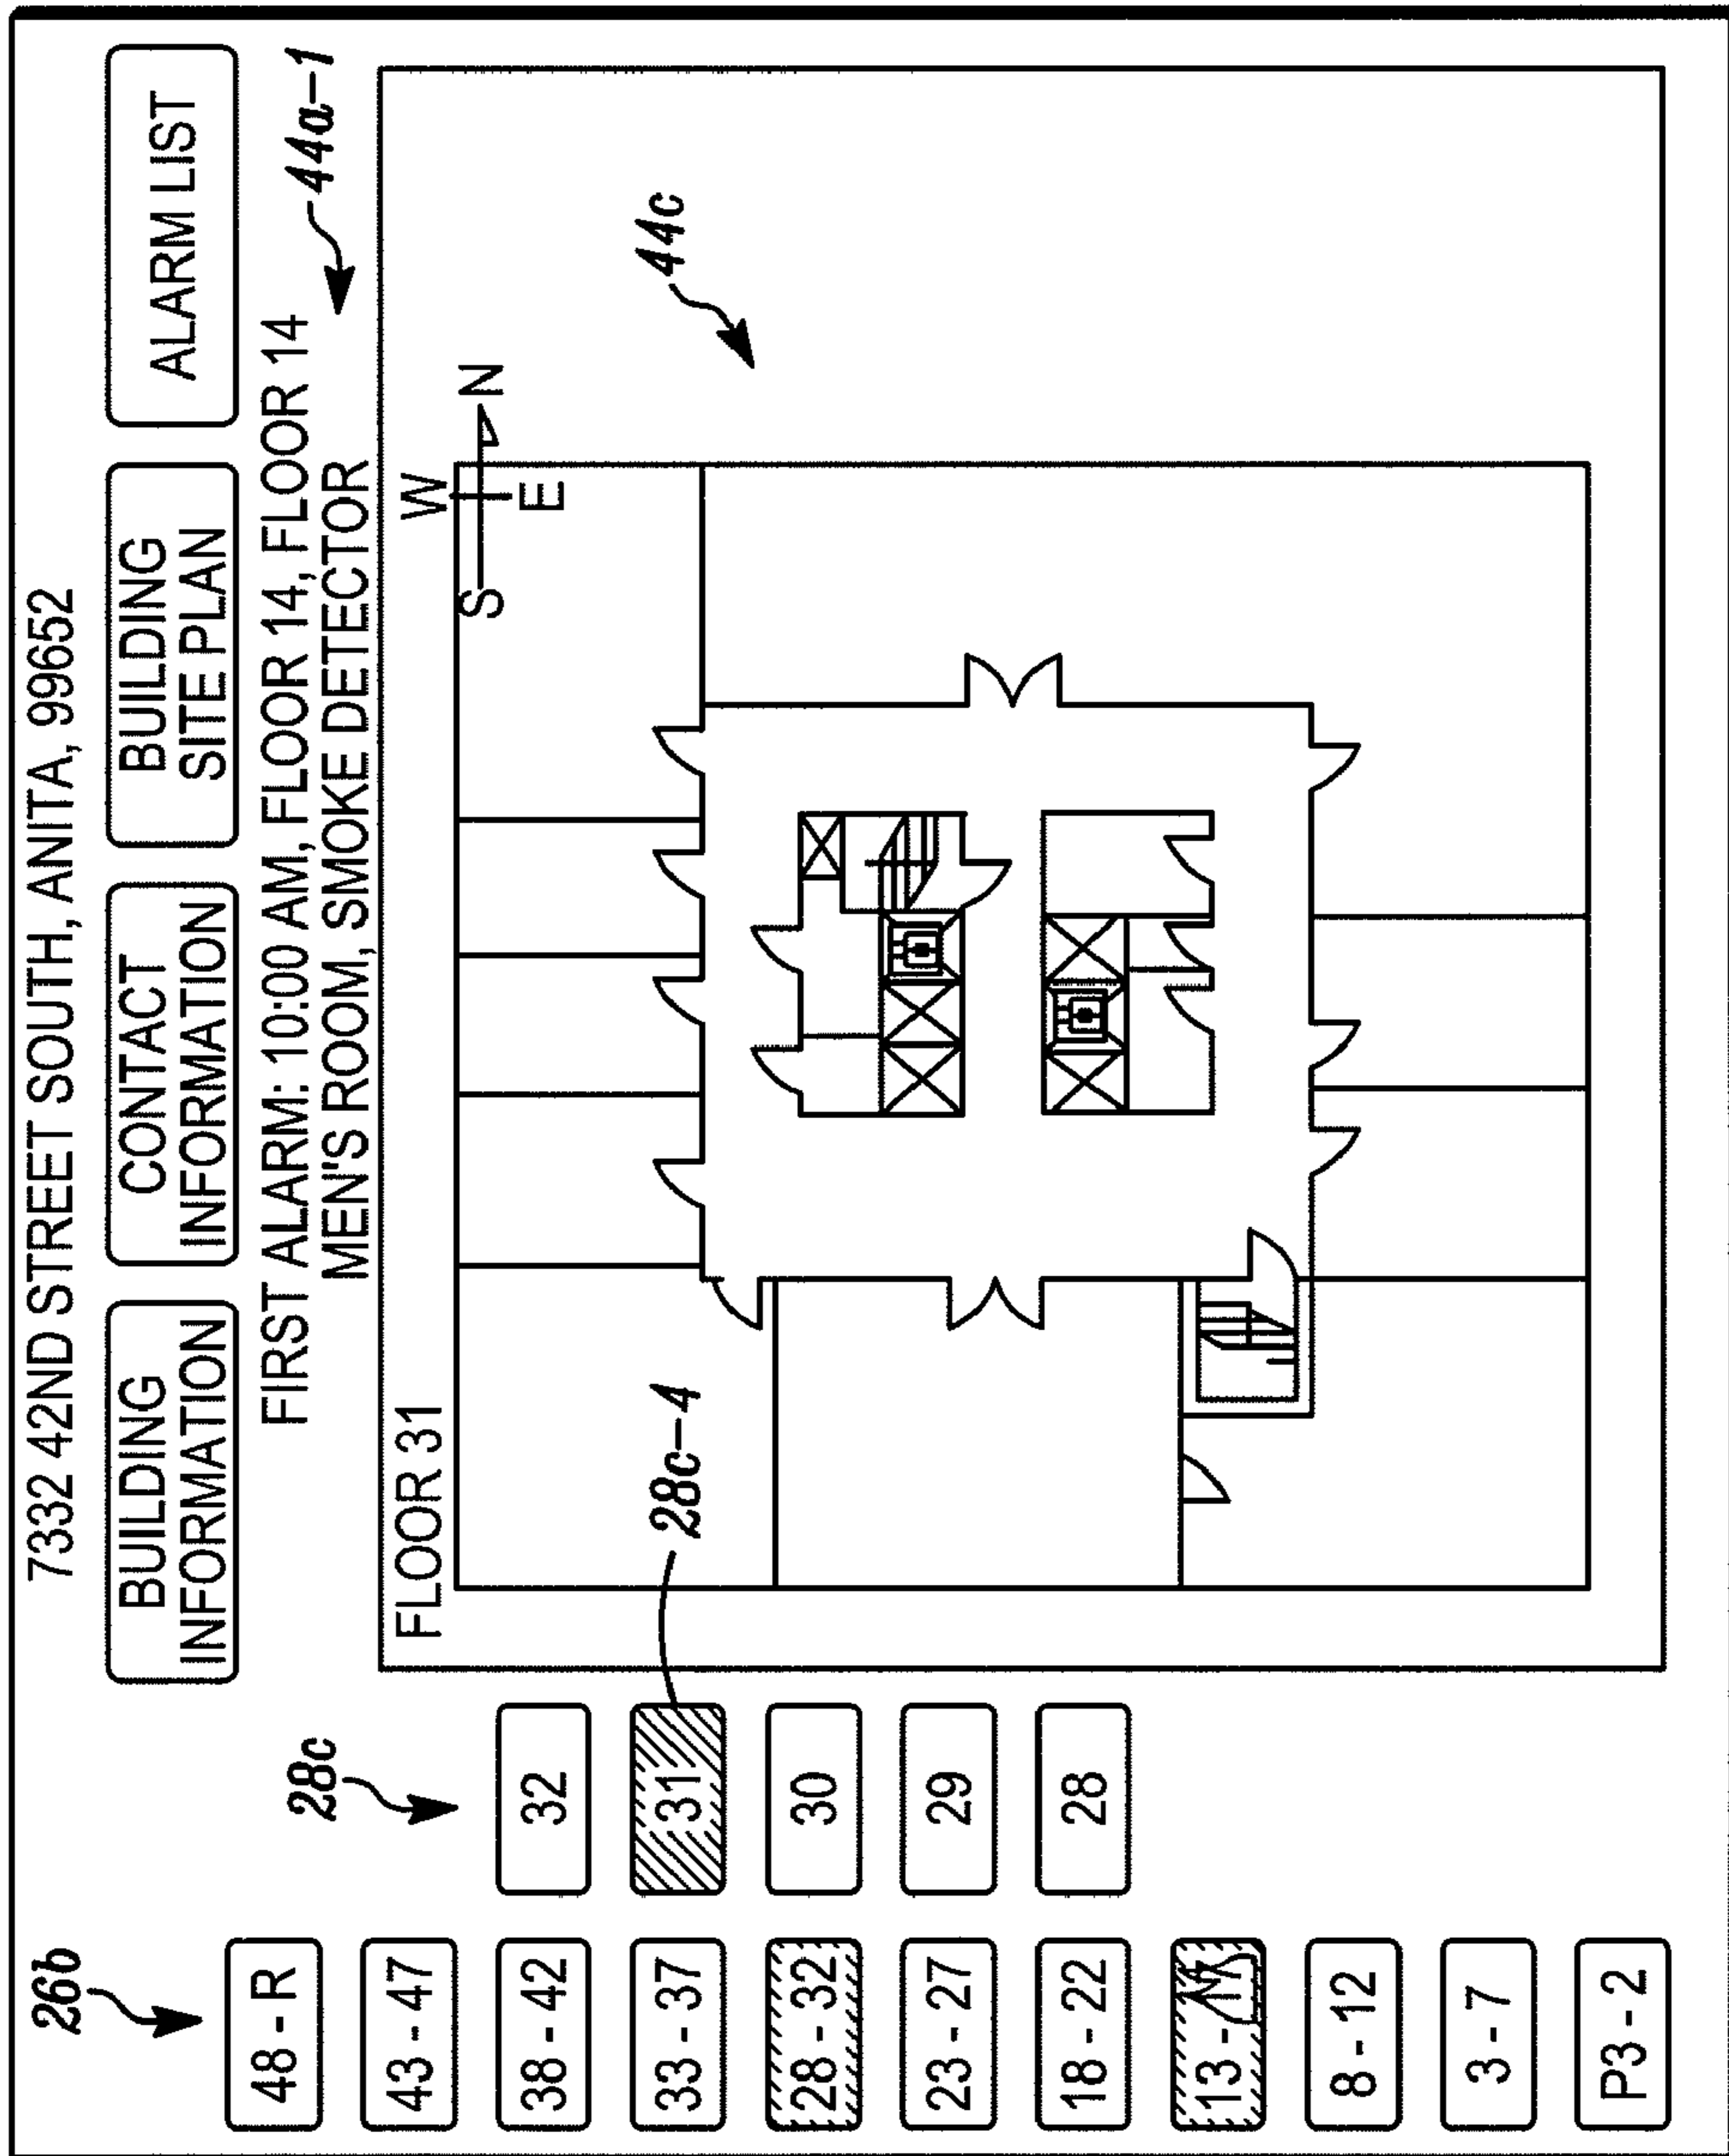 7332 42ND STREET SOUTH, ANITA, 99652
BUILDING
INFORMATION
CONTACT
INFORMATION
BUILDING
SITE PLAN
ALARM LIST
FIRST ALARM: 10:00 AM, FLOOR 14, FLOOR 14
MEN'S ROOM, SMOKE DETECTOR
44a-1
26b
28c
48 - R
43 - 47
38 - 42
33 - 37
28 - 32
23 - 27
18 - 22
13 - 17
8 - 12
3 - 7
P3 - 2
32
31
30
29
28
28c-4
FLOOR 31
W
S
N
E
44c